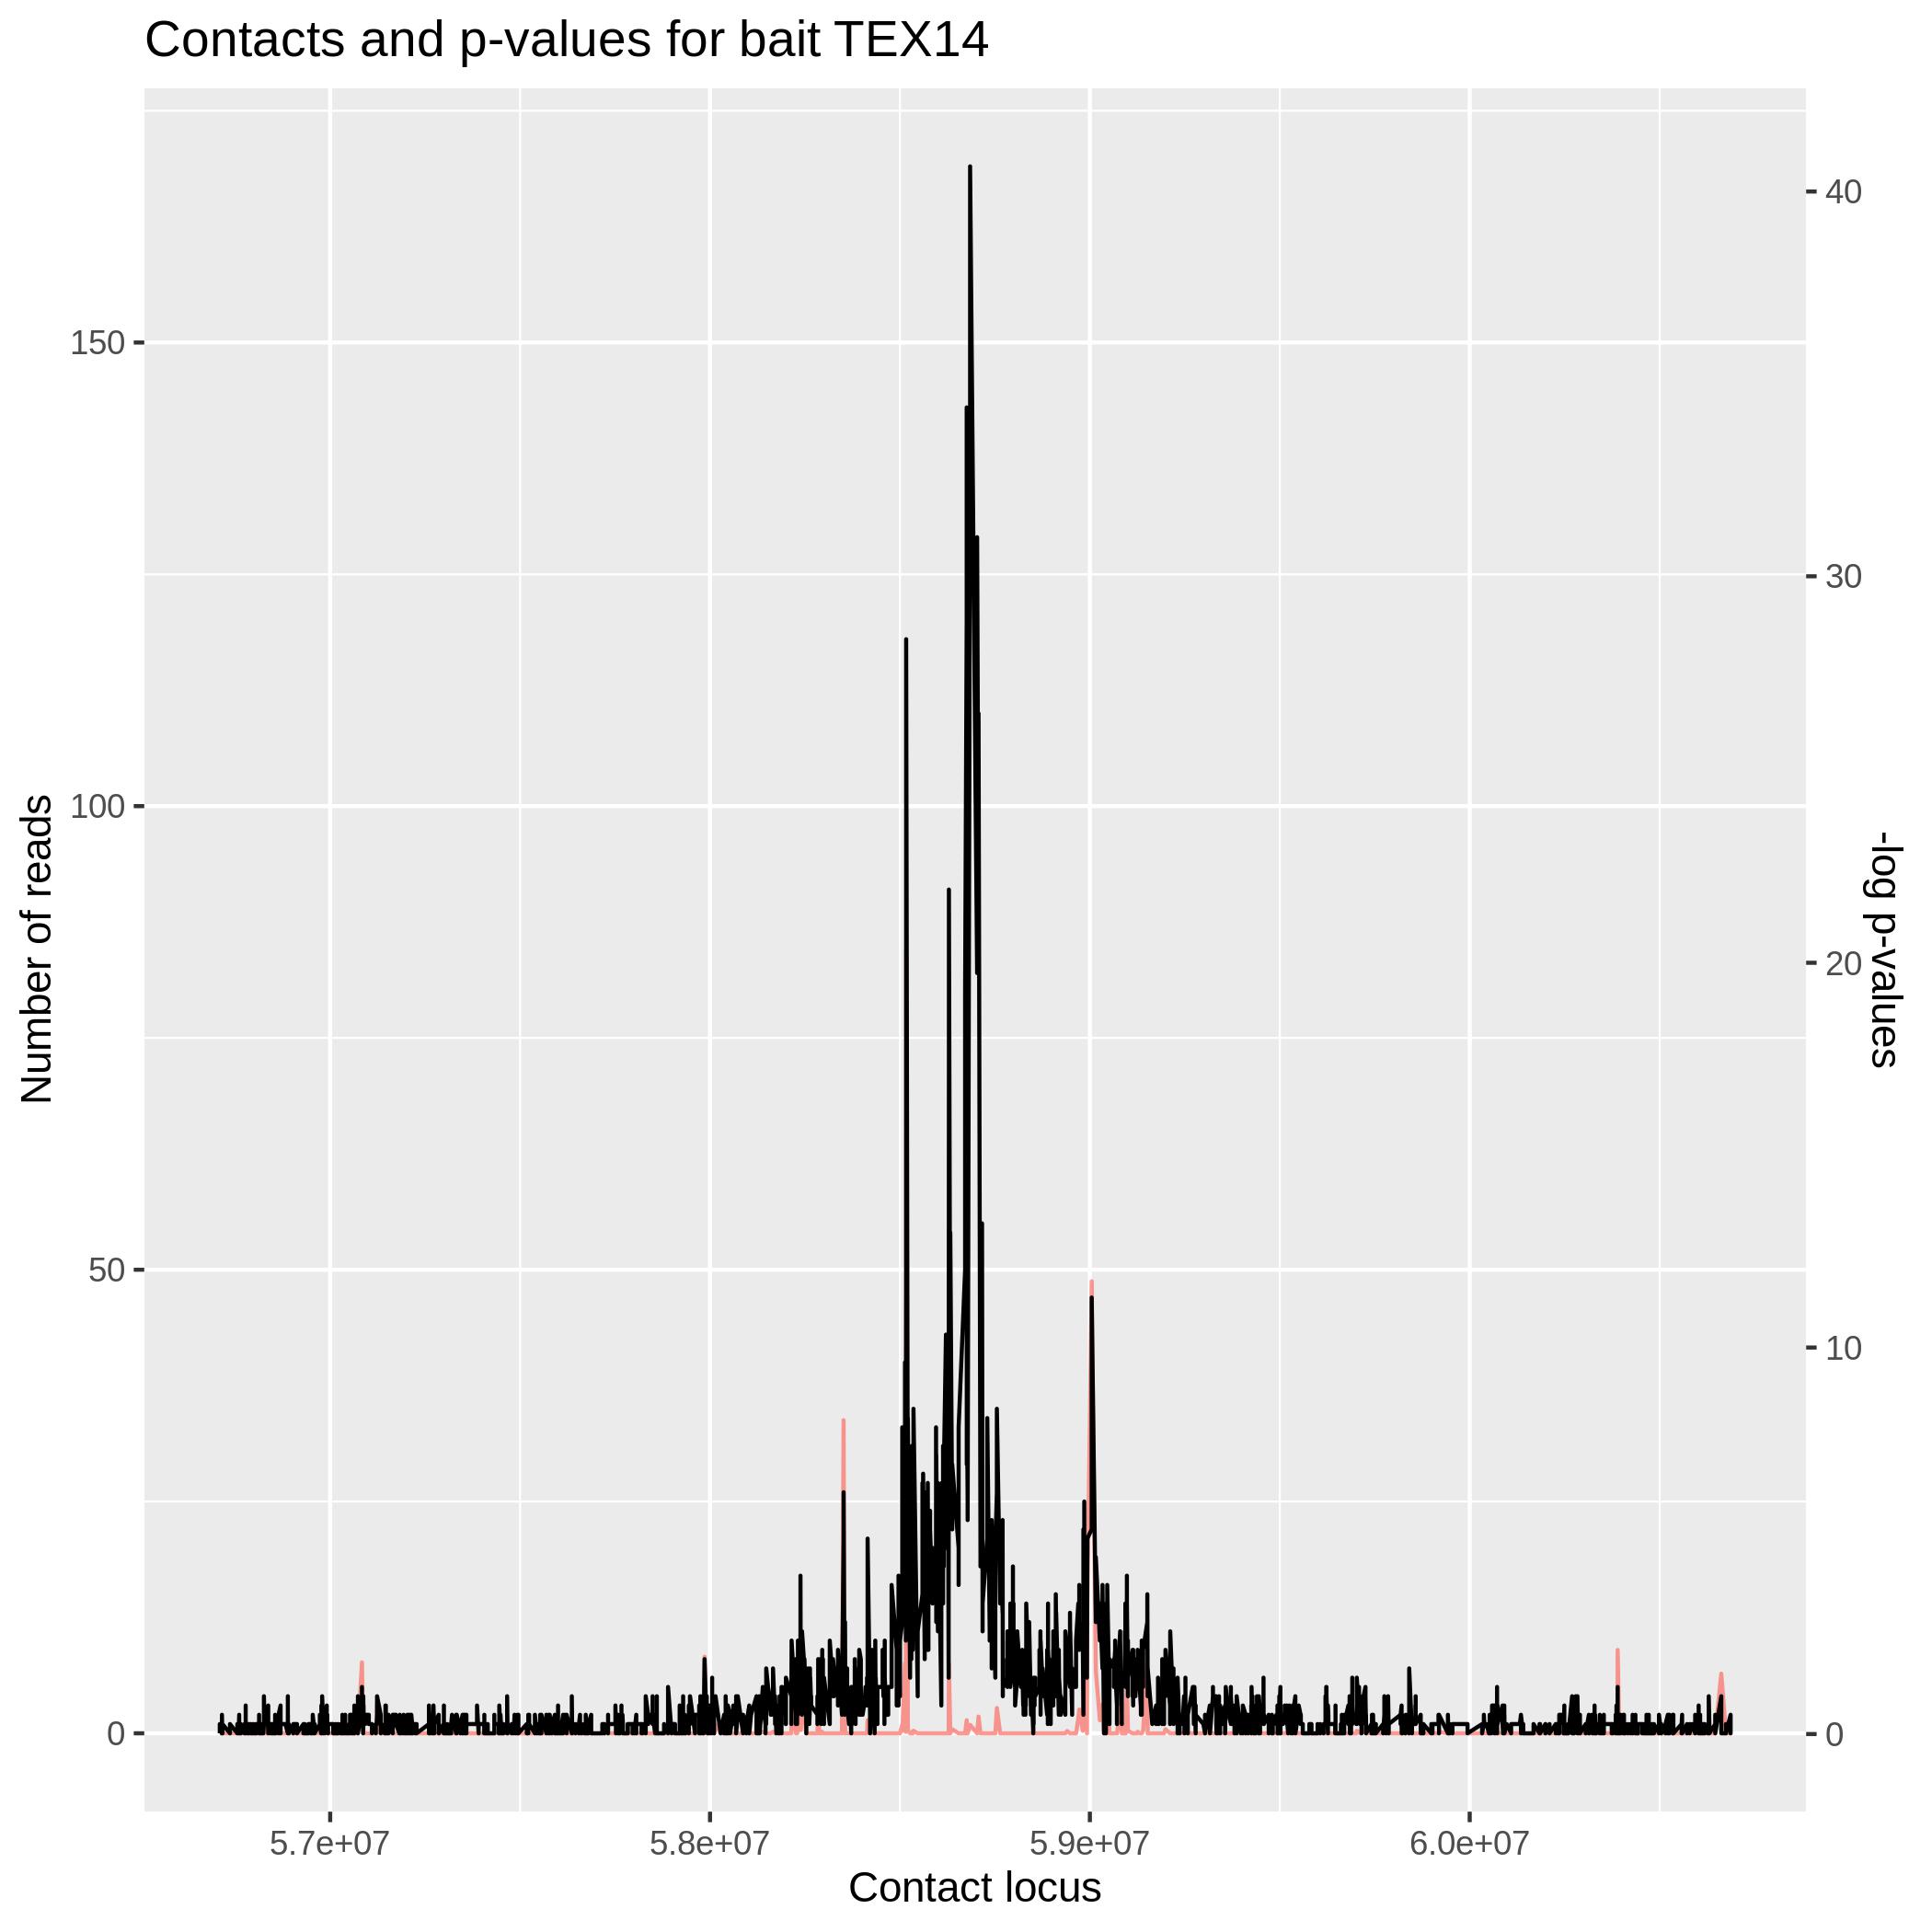 Contacts and p-values for bait TEX14
Number of reads
150
100
50
0
40
30
20
10
0
-log p-values
5.7e+07
5.8e+07
5.9e+07
6.0e+07
Contact locus